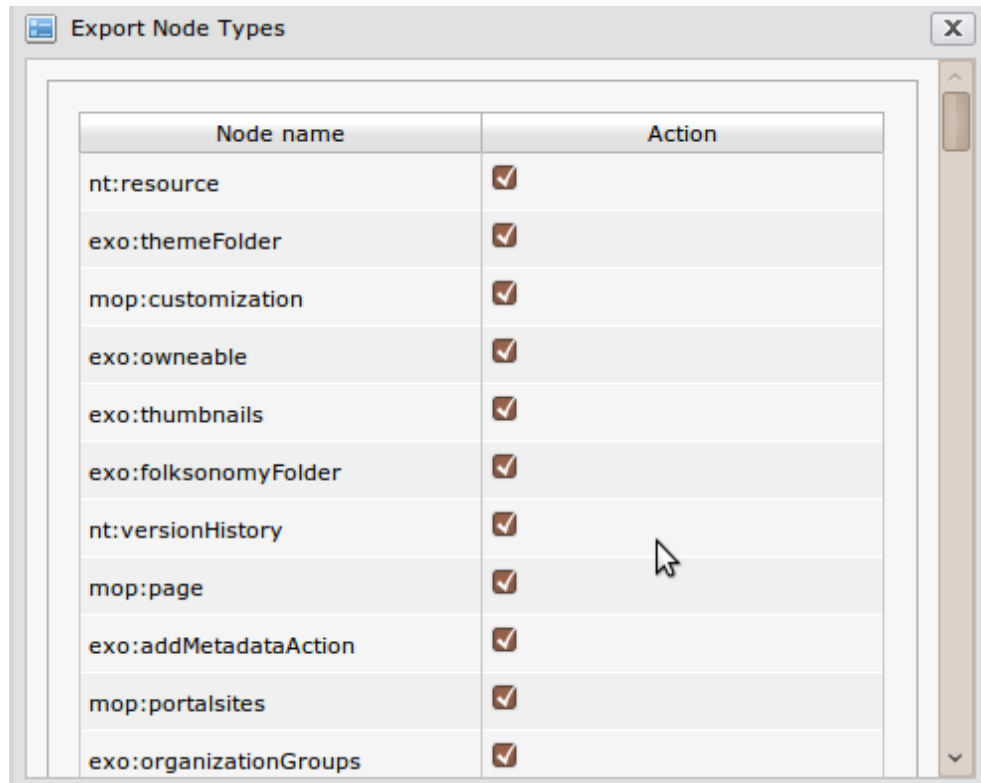 Export Node Types
Node name Action
nt:resource
exo:themeFolder
mop:customization
exo:owneable
exo:thumbnails
exo:folksonomyFolder
nt:versionHistory
mop:page
exo:addMetadataAction
mop:portalsites
exo:organizationGroups